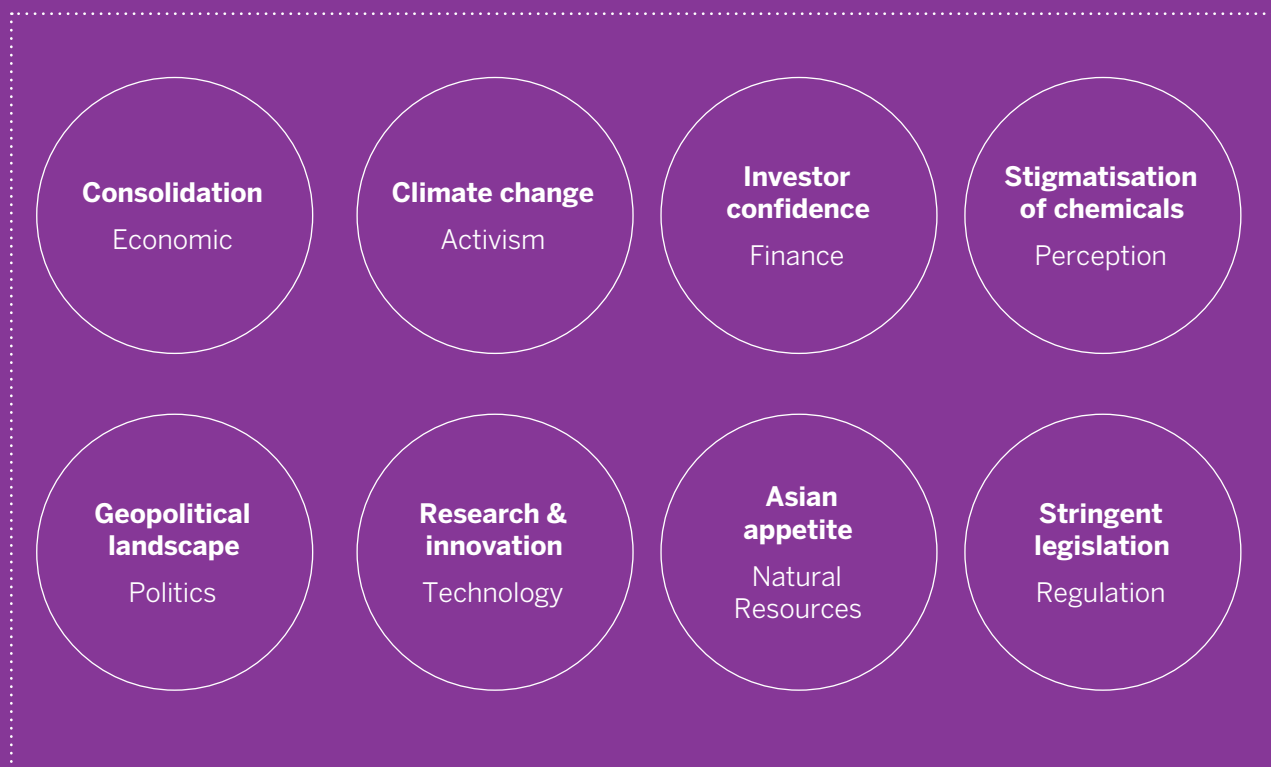 Consolidation
Economic
Climate change
Activism
Investor
confidence
Finance
Stigmatisation
of chemicals
Perception
Geopolitical
landscape
Politics
Research &
innovation
Technology
Asian
appetite
Natural
Resources
Stringent
legislation
Regulation